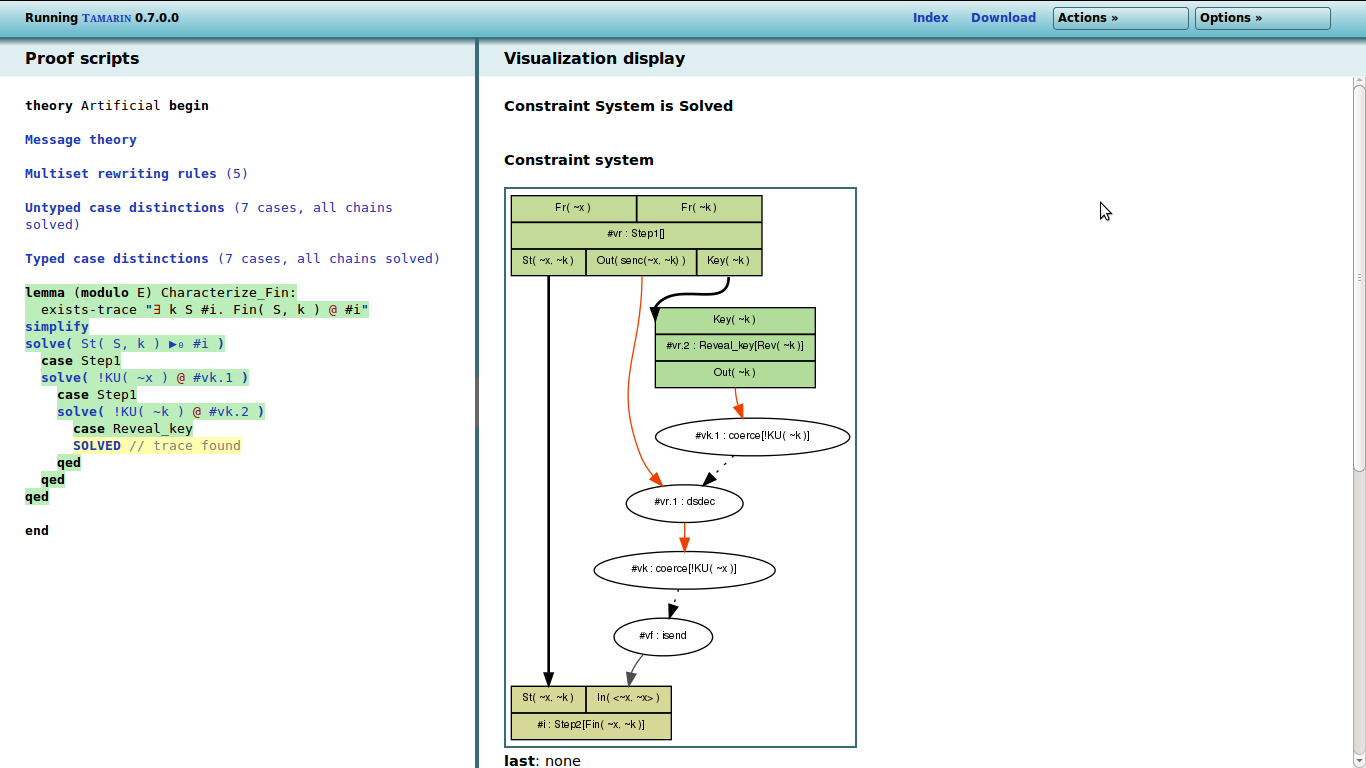 Running TAMARIN 0.7.0.0
Index Download Actions » Options »
Proof scripts
theory Artificial begin
Message theory
Multiset rewriting rules (5)
Untyped case distinctions (7 cases, all chains
solved)
Typed case distinctions (7 cases, all chains solved)
lemma (modulo E) Characterize_Fin:
exists-trace "∃ k S #i. Fin( S, k ) @ #i"
simplify
solve( St( S, k ) ▶₀ #i )
case Step1
solve( !KU( ~x ) @ #vk.1 )
case Step1
solve( !KU( ~k ) @ #vk.2 )
case Reveal_key
SOLVED // trace found
qed
qed
qed
end
Visualization display
Constraint System is Solved
Constraint system
Fr( ~x ) Fr( ~k )
#vr : Step1[]
St( ~x, ~k ) Out( senc(~x, ~k) ) Key( ~k )
Key( ~k )
#vr.2 : Reveal_key[Rev( ~k )]
Out( ~k )
#vk.1 : coerce[!KU( ~k )]
#vr.1 : dsdec
#vk : coerce[!KU( ~x )]
#vf : isend
St( ~x, ~k ) In( <~x, ~x> )
#i : Step2[Fin( ~x, ~k )]
last: none